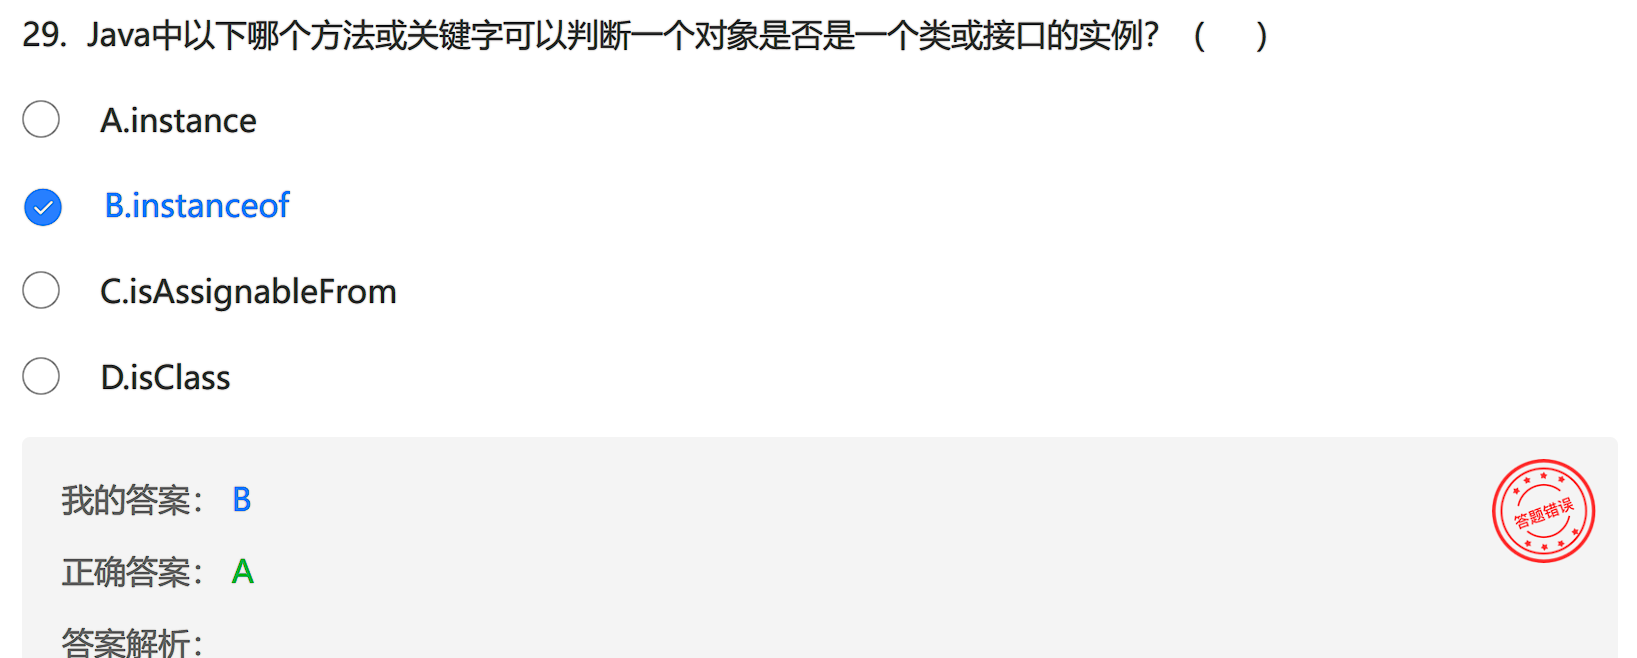 29. Java中以下哪个方法或关键字可以判断一个对象是否是一个类或接口的实例？（ ）
A.instance
B.instanceof
C.isAssignableFrom
D.isClass
我的答案： B
答题错误
正确答案： A
答案解析：